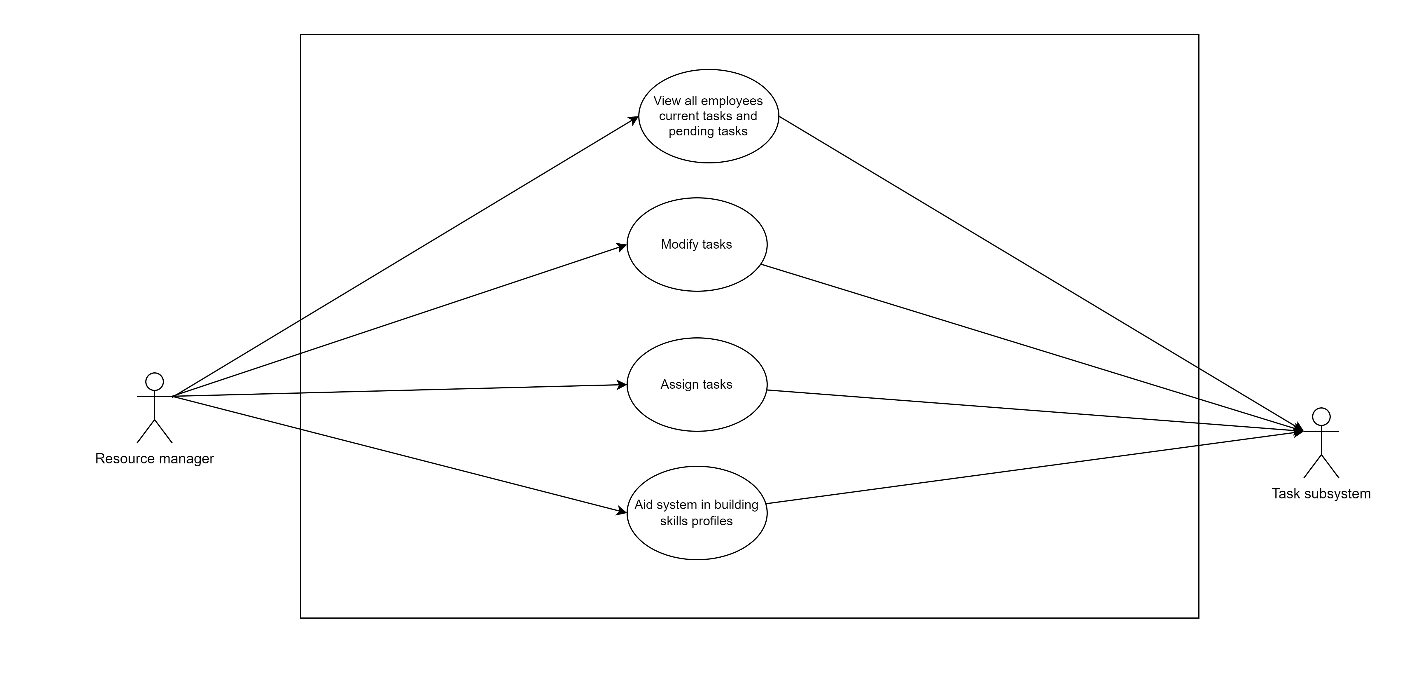 View all employees
current tasks and
pending tasks
Modify tasks
Assign tasks
Resource manager
Aid system in building
skills profiles
Task subsystem